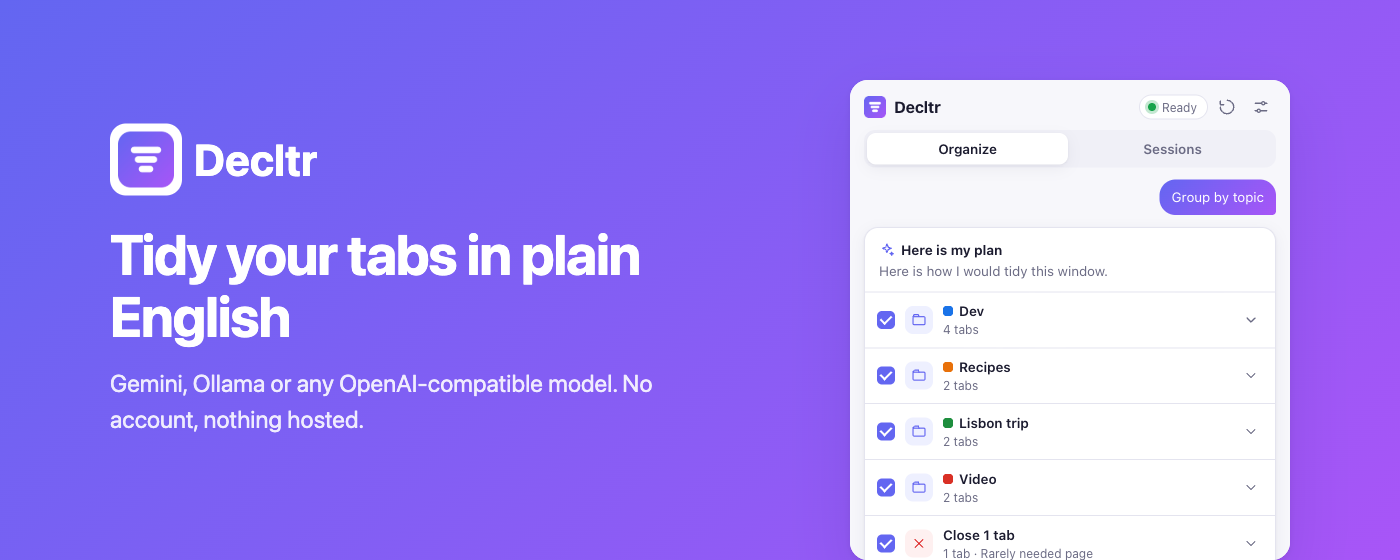 Decltr
Tidy your tabs in plain
English
Gemini, Ollama or any OpenAI-compatible model. No
account, nothing hosted.
Decltr
Ready
Organize
Sessions
Group by topic
Here is my plan
Here is how I would tidy this window.
Dev
4 tabs
Recipes
2 tabs
Lisbon trip
2 tabs
Video
2 tabs
Close 1 tab
1 tab · Rarely needed page